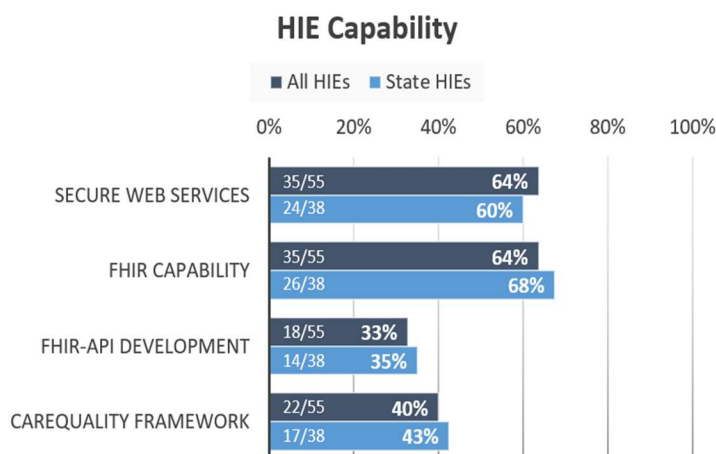 HIE Capability
All HIEs State HIEs
0% 20% 40% 60% 80% 100%
SECURE WEB SERVICES
35/55 64%
24/38 60%
FHIR CAPABILITY
35/55 64%
26/38 68%
FHIR-API DEVELOPMENT
18/55 33%
14/38 35%
CAREQUALITY FRAMEWORK
22/55 40%
17/38 43%